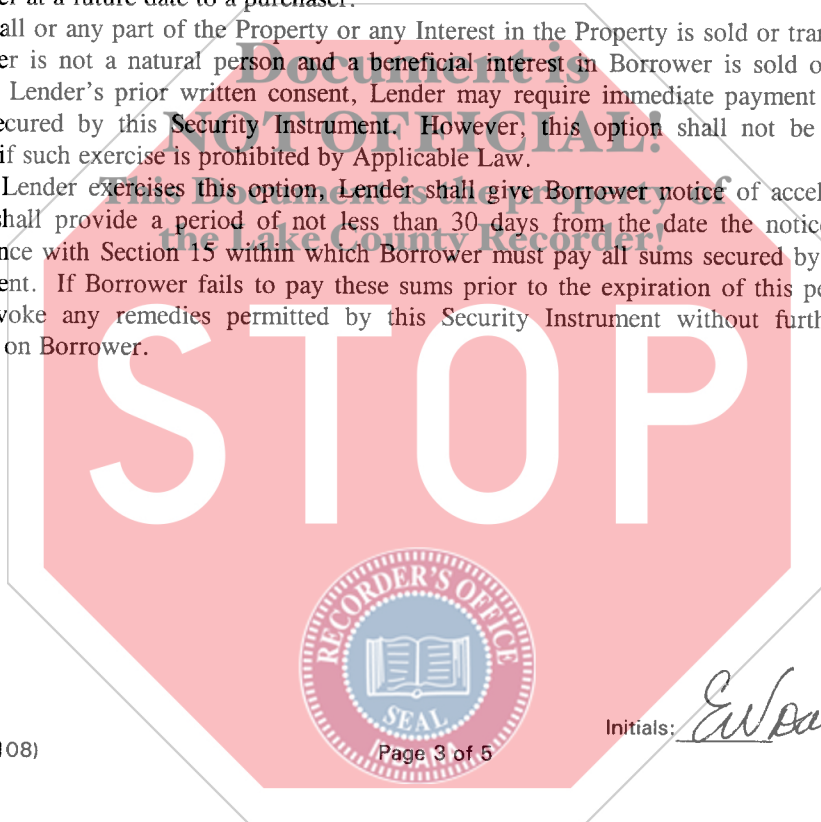 er at a future date to a purchaser.
all or any part of the Property or any Interest in the Property is sold or tran
er is not a natural person and a beneficial interest in Borrower is sold o
Lender's prior written consent, Lender may require immediate payment
ecured by this Security Instrument. However, this option shall not be
if such exercise is prohibited by Applicable Law.
Lender exercises this option, Lender shall give Borrower notice of accel
shall provide a period of not less than 30 days from the date the notice
nce with Section 15 within which Borrower must pay all sums secured by
ent. If Borrower fails to pay these sums prior to the expiration of this pe
voke any remedies permitted by this Security Instrument without furth
on Borrower.
Document is
NOT OFFICIAL!
This Document is the property of
the Lake County Recorder!
STOP
RECORDER'S OFFICE
SEAL
Initials:
08)
Page 3 of 5